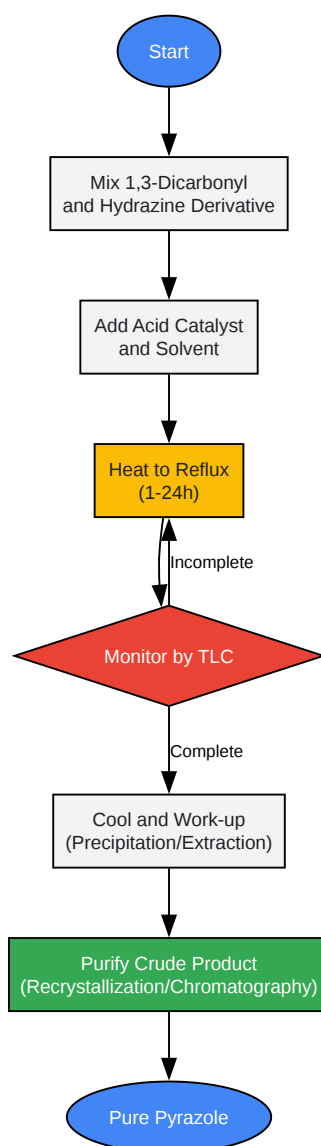 Start
Mix 1,3-Dicarbonyl
and Hydrazine Derivative
Add Acid Catalyst
and Solvent
Heat to Reflux
(1-24h)
Incomplete
Monitor by TLC
Complete
Cool and Work-up
(Precipitation/Extraction)
Purify Crude Product
(Recrystallization/Chromatography)
Pure Pyrazole